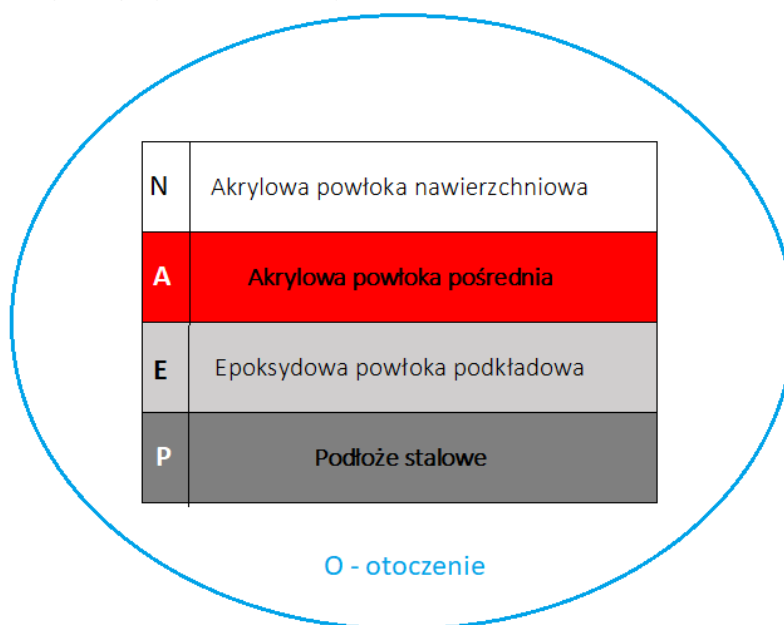 N Akrylowa powłoka nawierzchniowa
A Akrylowa powłoka pośrednia
E Epoksydowa powłoka podkładowa
P Podłoże stalowe
O - otoczenie